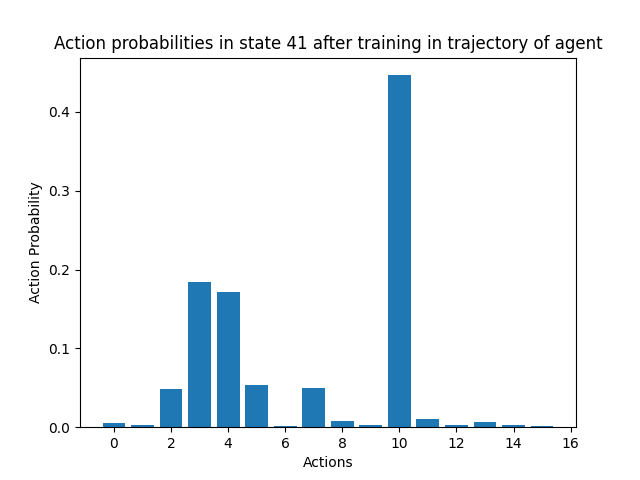 Action probabilities in state 41 after training in trajectory of agent
0.4
0.3
0.2
0.1
0.0
Action Probability
0 2 4 6 8 10 12 14 16
Actions